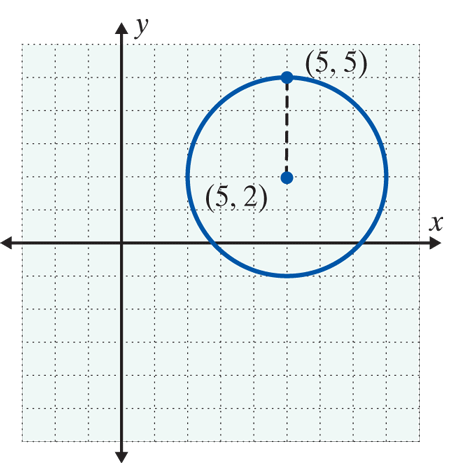 y
(5, 5)
(5, 2)
x